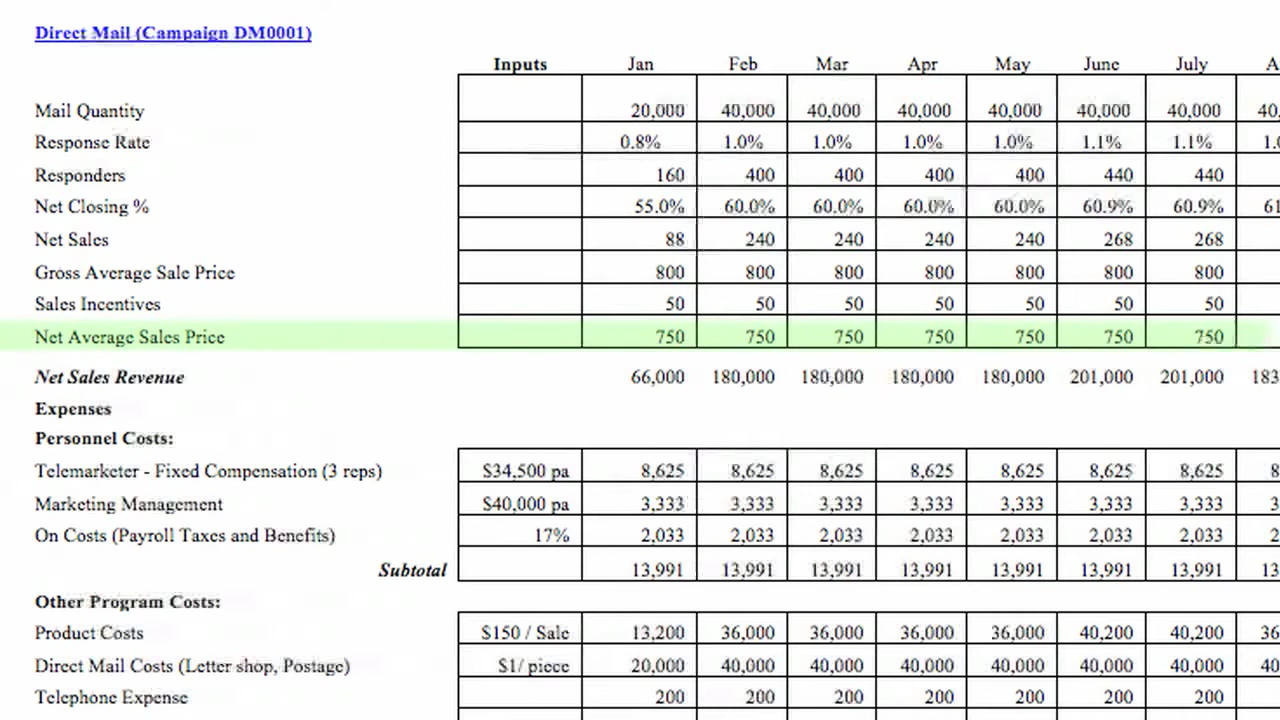 Direct Mail (Campaign DM0001)
Inputs Jan Feb Mar Apr May June July A
Mail Quantity 20,000 40,000 40,000 40,000 40,000 40,000 40,000 40,
Response Rate 0.8% 1.0% 1.0% 1.0% 1.0% 1.1% 1.1% 1.0
Responders 160 400 400 400 400 440 440
Net Closing % 55.0% 60.0% 60.0% 60.0% 60.0% 60.9% 60.9% 61
Net Sales 88 240 240 240 240 268 268
Gross Average Sale Price 800 800 800 800 800 800 800
Sales Incentives 50 50 50 50 50 50 50
Net Average Sales Price 750 750 750 750 750 750 750
Net Sales Revenue 66,000 180,000 180,000 180,000 180,000 201,000 201,000 183
Expenses
Personnel Costs:
Telemarketer - Fixed Compensation (3 reps) $34,500 pa 8,625 8,625 8,625 8,625 8,625 8,625 8,625 8
Marketing Management $40,000 pa 3,333 3,333 3,333 3,333 3,333 3,333 3,333 3
On Costs (Payroll Taxes and Benefits) 17% 2,033 2,033 2,033 2,033 2,033 2,033 2,033 2
Subtotal 13,991 13,991 13,991 13,991 13,991 13,991 13,991 13
Other Program Costs:
Product Costs $150 / Sale 13,200 36,000 36,000 36,000 36,000 40,200 40,200 36
Direct Mail Costs (Letter shop, Postage) $1/ piece 20,000 40,000 40,000 40,000 40,000 40,000 40,000 40
Telephone Expense 200 200 200 200 200 200 200